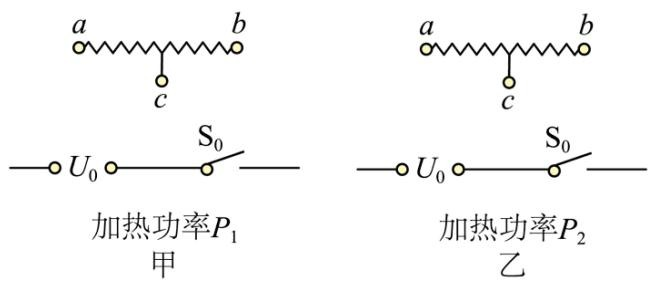 a b a b
c c
U₀ S₀ U₀ S₀
加热功率P₁ 加热功率P₂
甲 乙